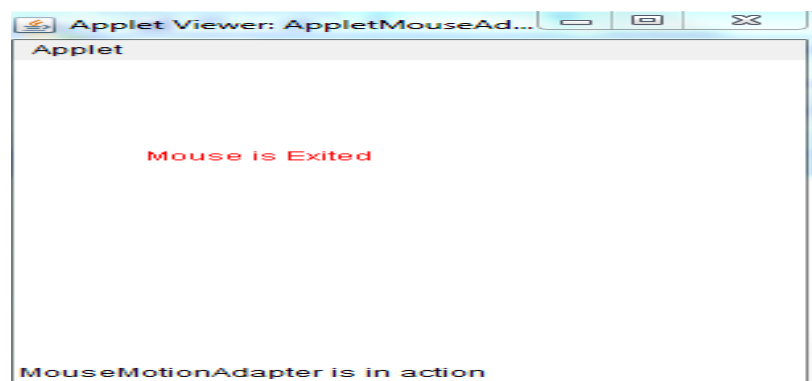 Applet Viewer: AppletMouseAd...
Applet
Mouse is Exited
MouseMotionAdapter is in action